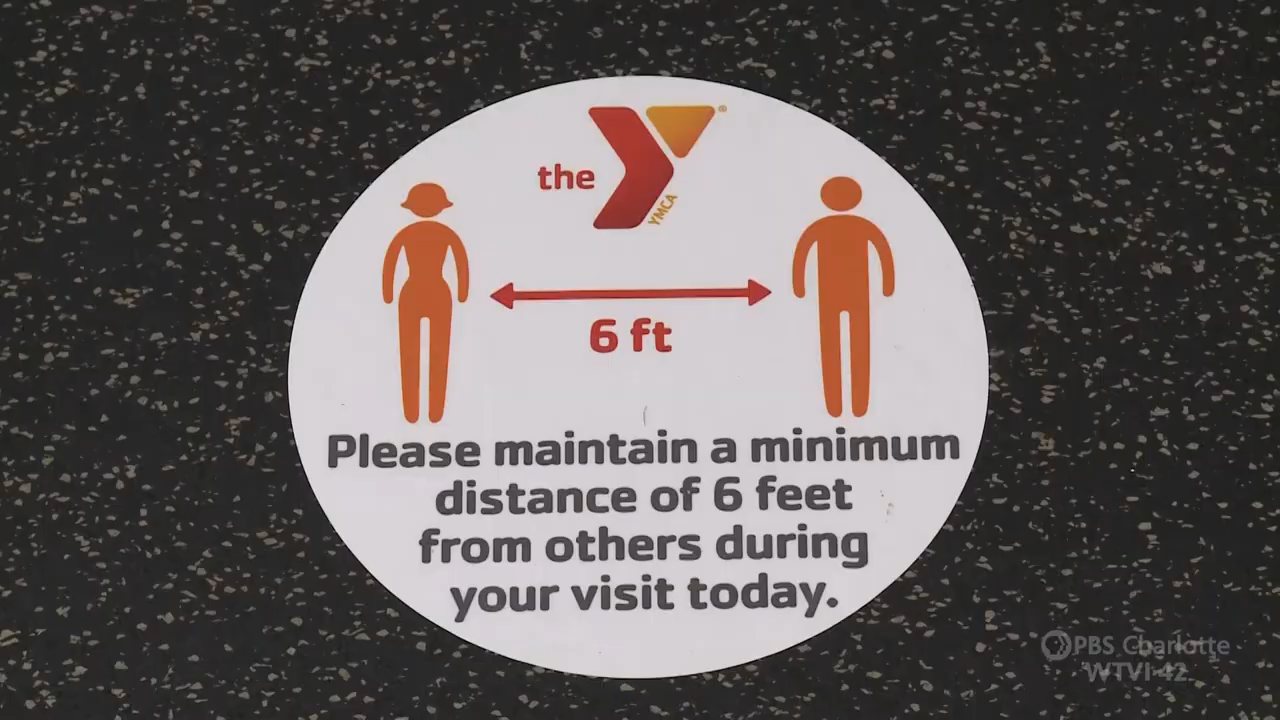 the
YMCA
®
6 ft
Please maintain a minimum
distance of 6 feet
from others during
your visit today.
PBS Charlotte
WTVI 42